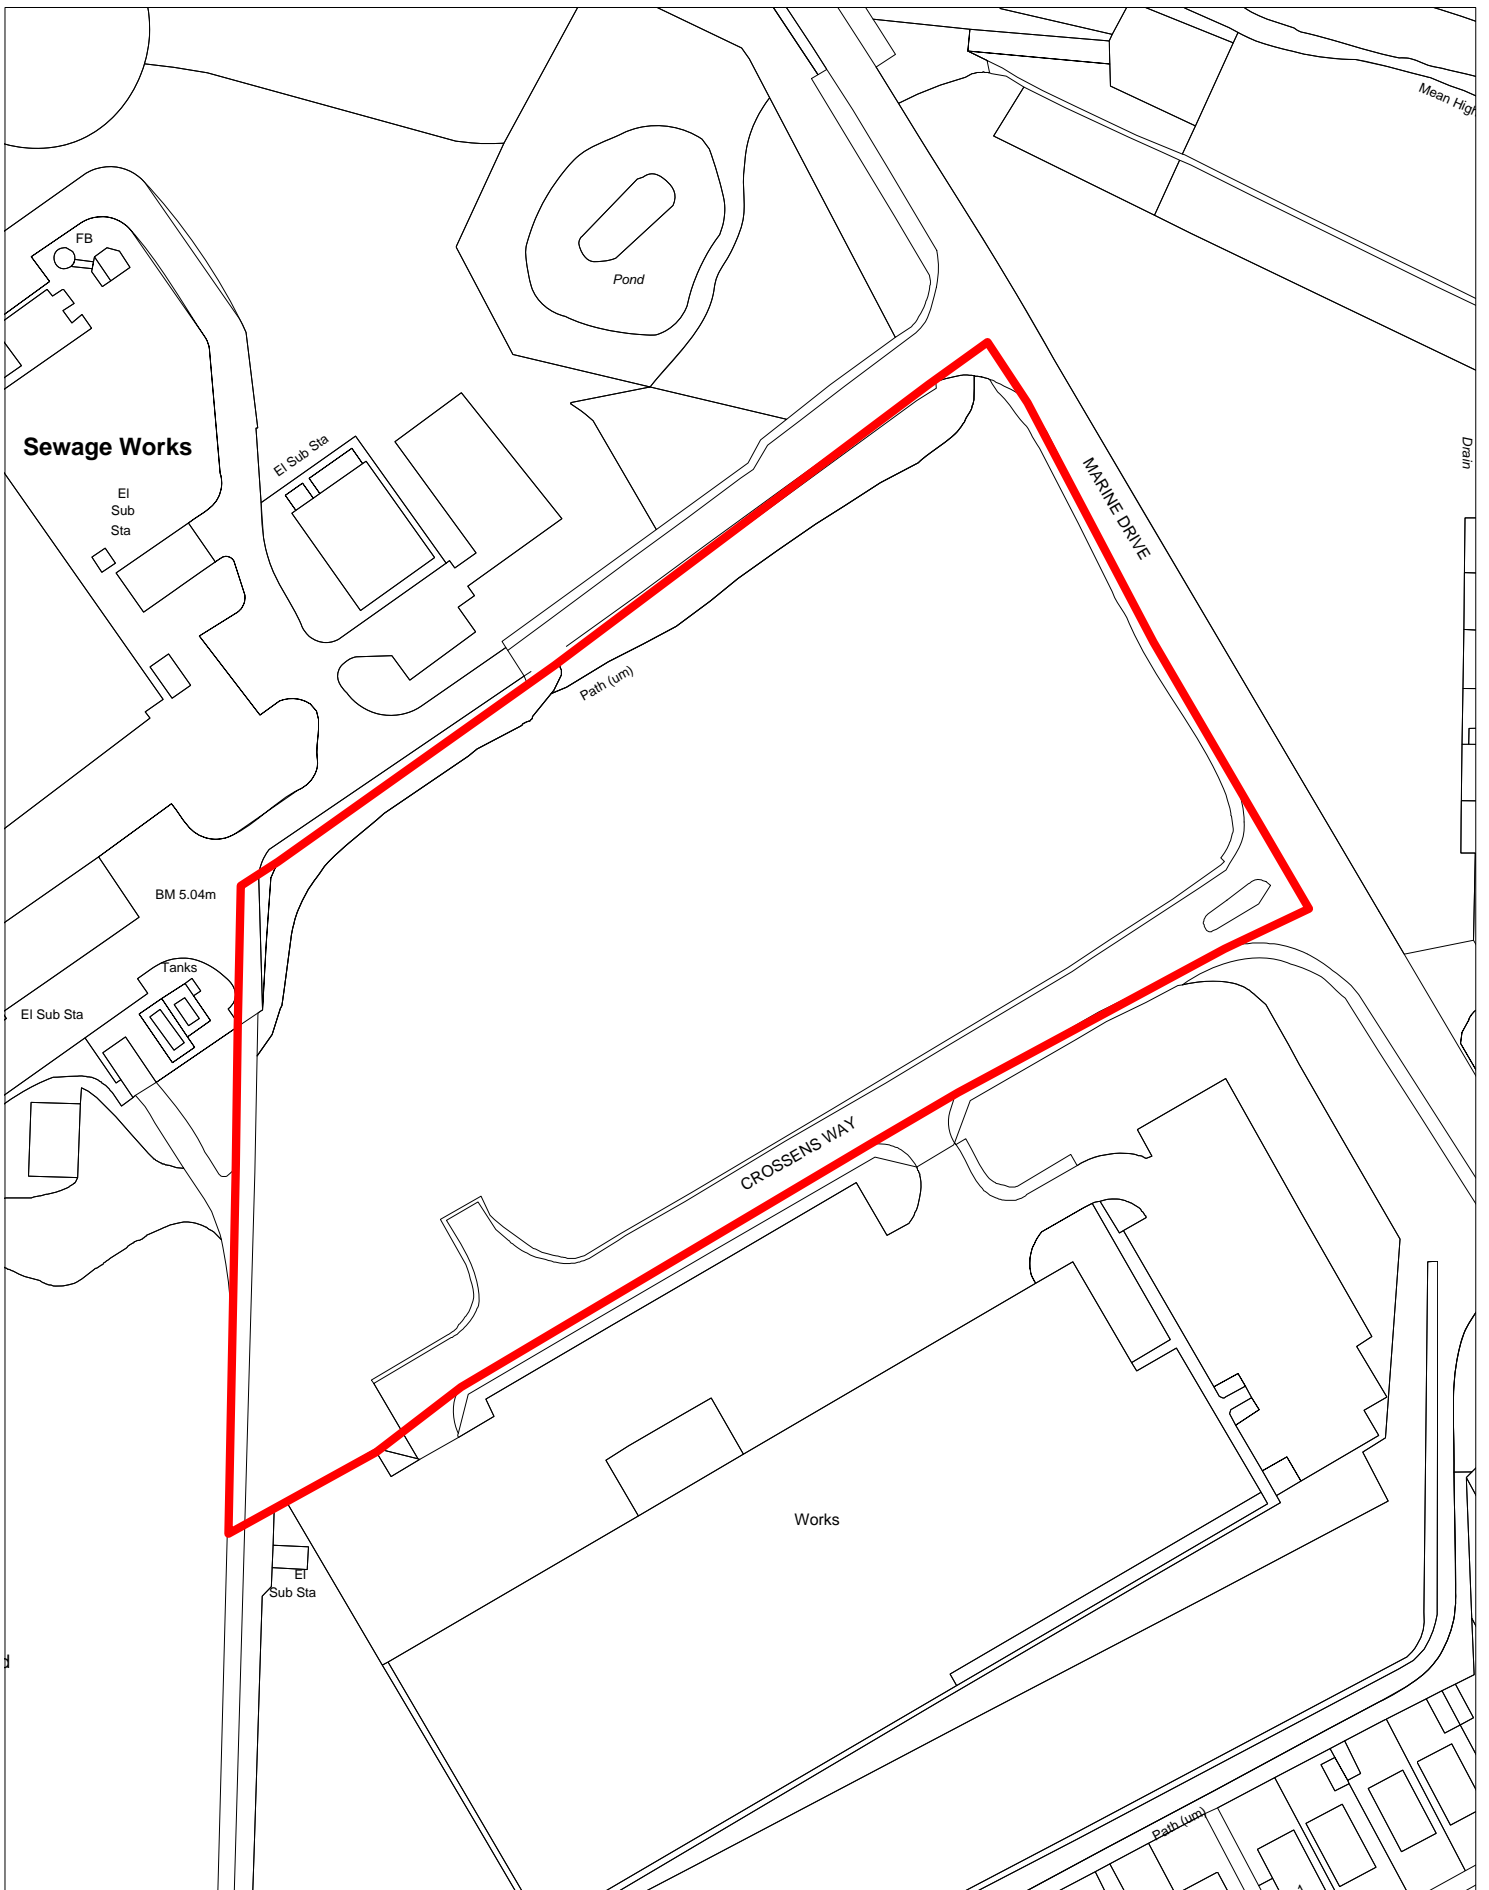 Mean High
FB
Pond
Sewage Works
El Sub Sta
Drain
MARINE DRIVE
El
Sub
Sta
Path (um)
BM 5.04m
Tanks
El Sub Sta
CROSSENS WAY
Works
El
Sub Sta
Path (um)